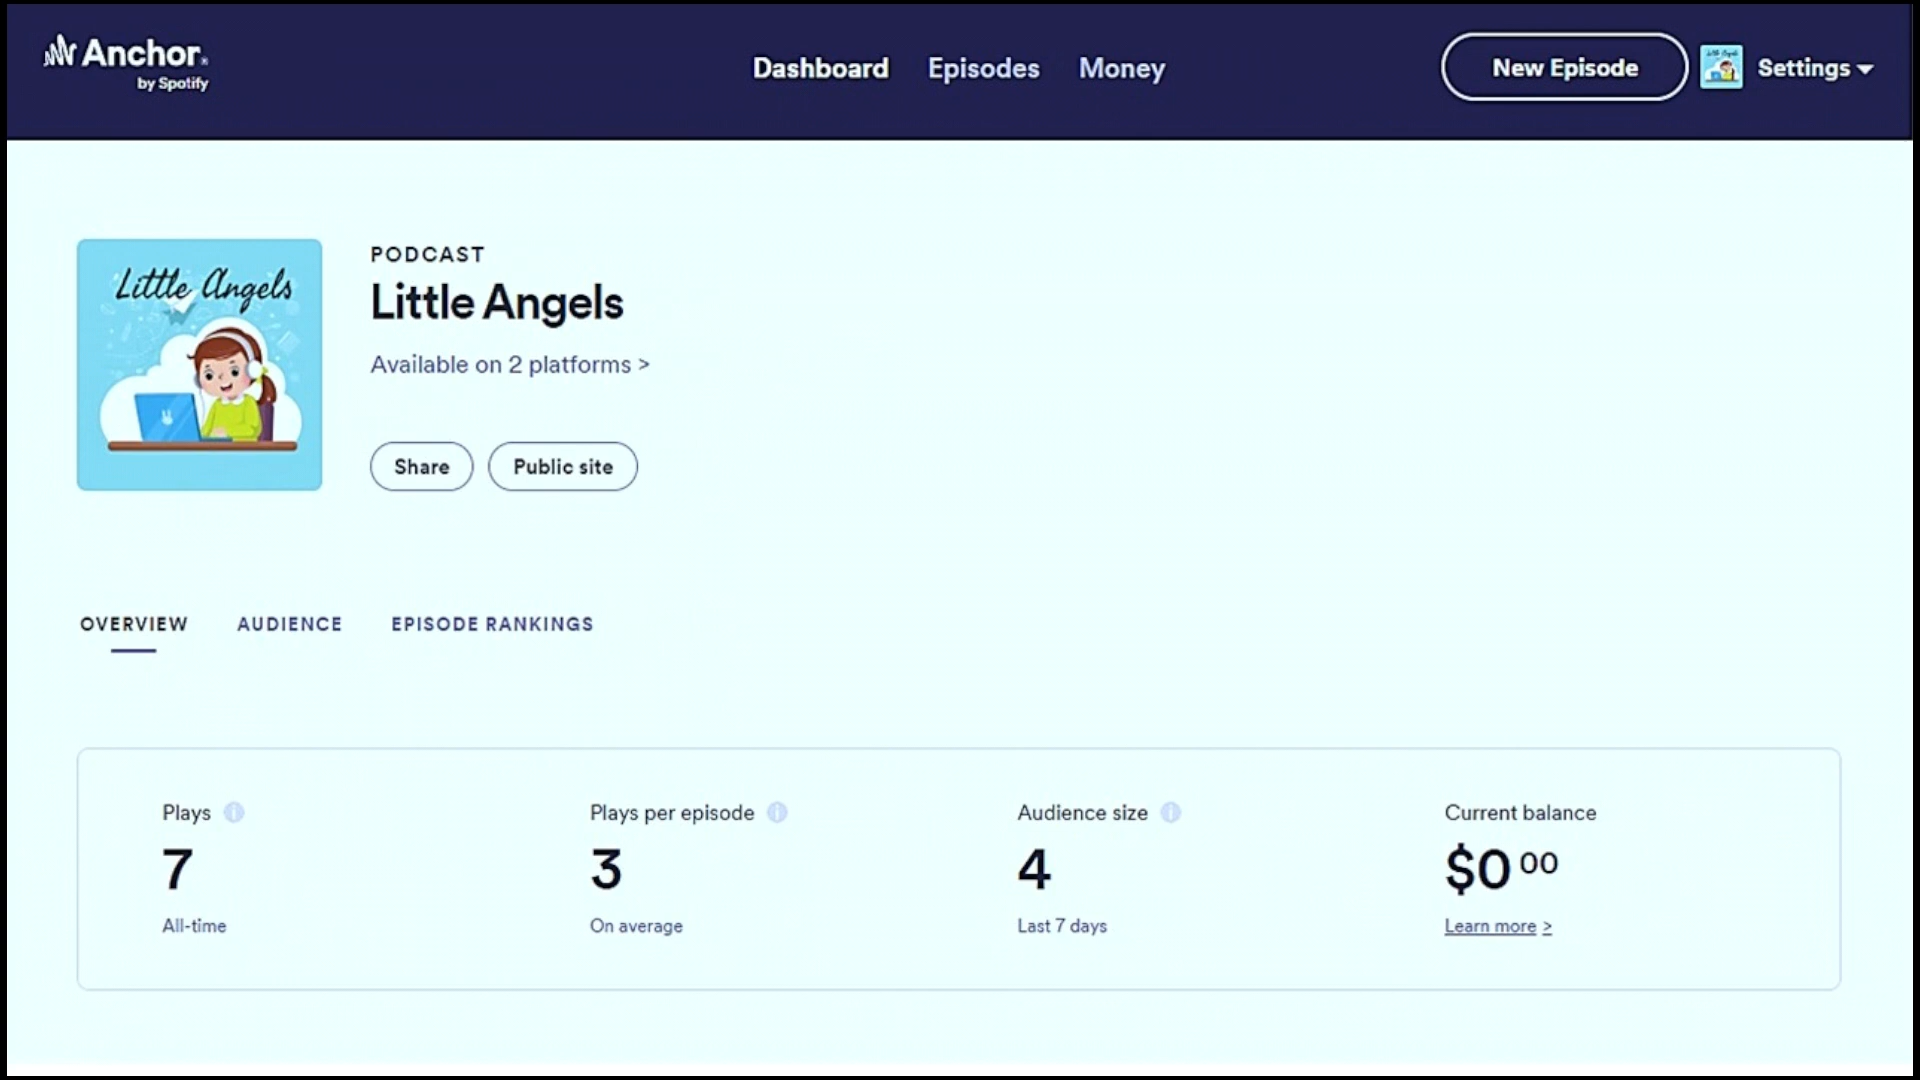 Anchor
by Spotify
Dashboard
Episodes
Money
New Episode
Settings
Little Angels
PODCAST
Little Angels
Available on 2 platforms >
Share
Public site
OVERVIEW
AUDIENCE
EPISODE RANKINGS
Plays
7
All-time
Plays per episode
3
On average
Audience size
4
Last 7 days
Current balance
$0 00
Learn more >